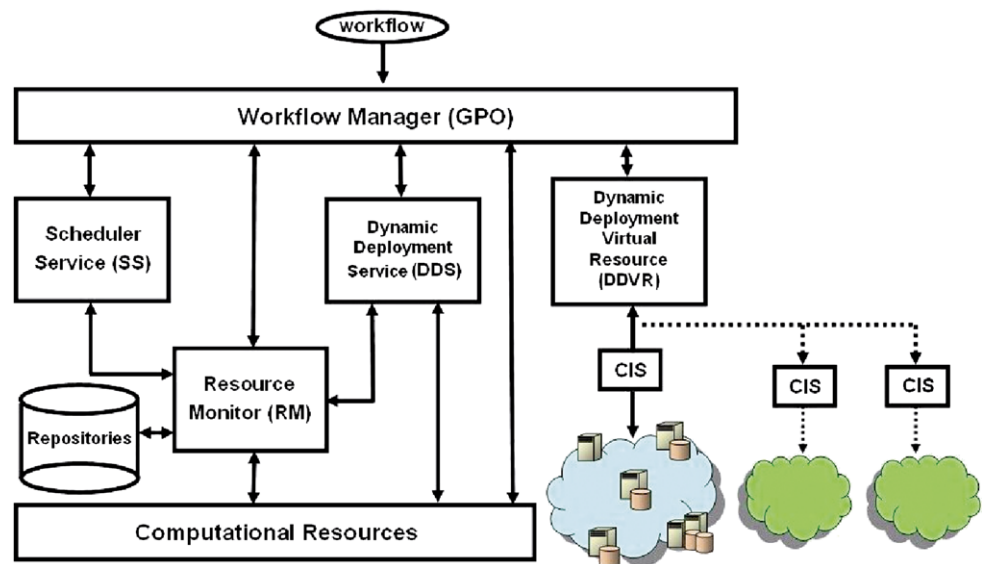 workflow
Workflow Manager (GPO)
Scheduler
Service (SS)
Dynamic
Deployment
Service (DDS)
Dynamic
Deployment
Virtual
Resource
(DDVR)
Resource
Monitor (RM)
Repositories
CIS
CIS
CIS
Computational Resources